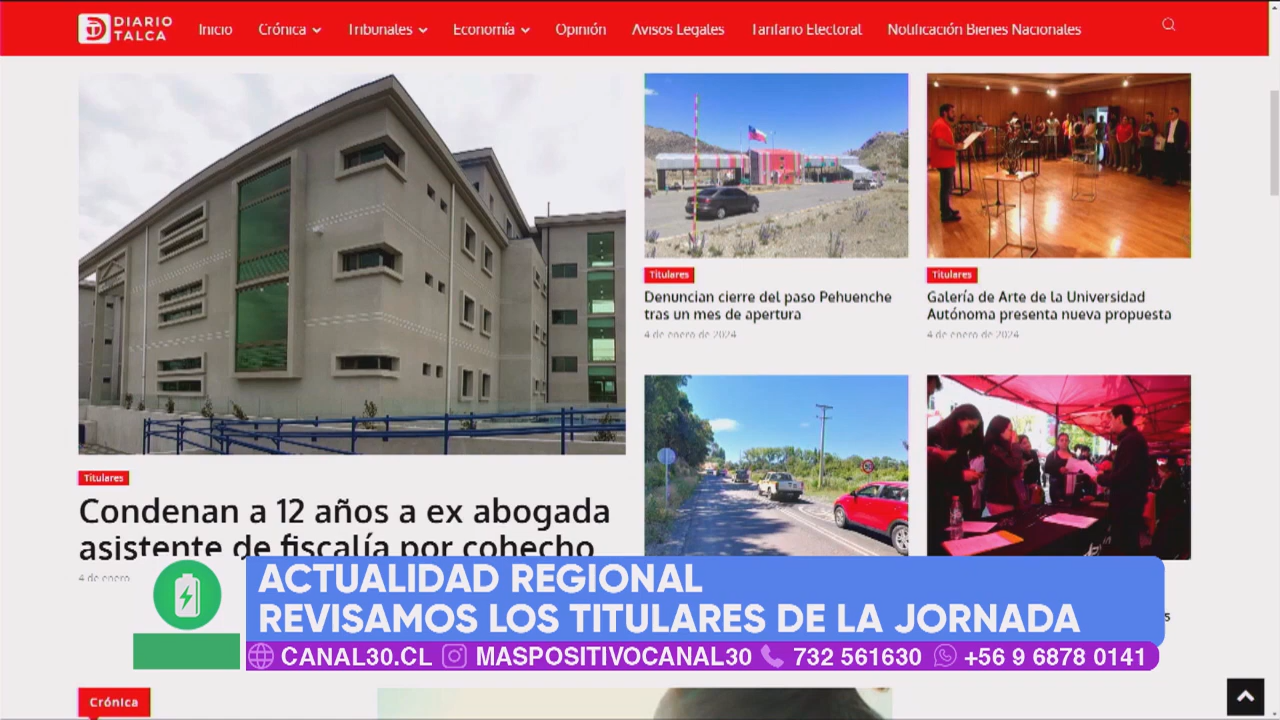 DIARIO
TALCA
Inicio
Crónica
Tribunales
Economía
Opinión
Avisos Legales
Tarifario Electoral
Notificación Bienes Nacionales
Titulares
Condenan a 12 años a ex abogada
asistente de fiscalía por cohecho
4 de enero
Titulares
Denuncian cierre del paso Pehuenche
tras un mes de apertura
4 de enero de 2024
Titulares
Galería de Arte de la Universidad
Autónoma presenta nueva propuesta
4 de enero de 2024
ACTUALIDAD REGIONAL
REVISAMOS LOS TITULARES DE LA JORNADA
CANAL30.CL MASPOSITIVOCANAL30 732 561630 +56 9 6878 0141
Crónica